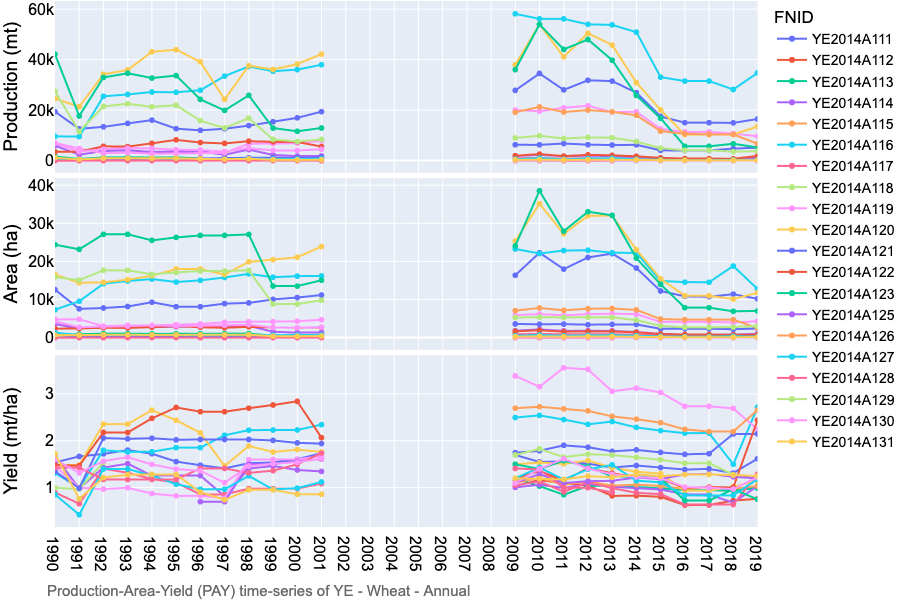 Production (mt)
60k
40k
20k
0
Area (ha)
40k
30k
20k
10k
0
Yield (mt/ha)
3
2
1
1990 1991 1992 1993 1994 1995 1996 1997 1998 1999 2000 2001 2002 2003 2004 2005 2006 2007 2008 2009 2010 2011 2012 2013 2014 2015 2016 2017 2018 2019
FNID
YE2014A111
YE2014A112
YE2014A113
YE2014A114
YE2014A115
YE2014A116
YE2014A117
YE2014A118
YE2014A119
YE2014A120
YE2014A121
YE2014A122
YE2014A123
YE2014A125
YE2014A126
YE2014A127
YE2014A128
YE2014A129
YE2014A130
YE2014A131
Production-Area-Yield (PAY) time-series of YE - Wheat - Annual